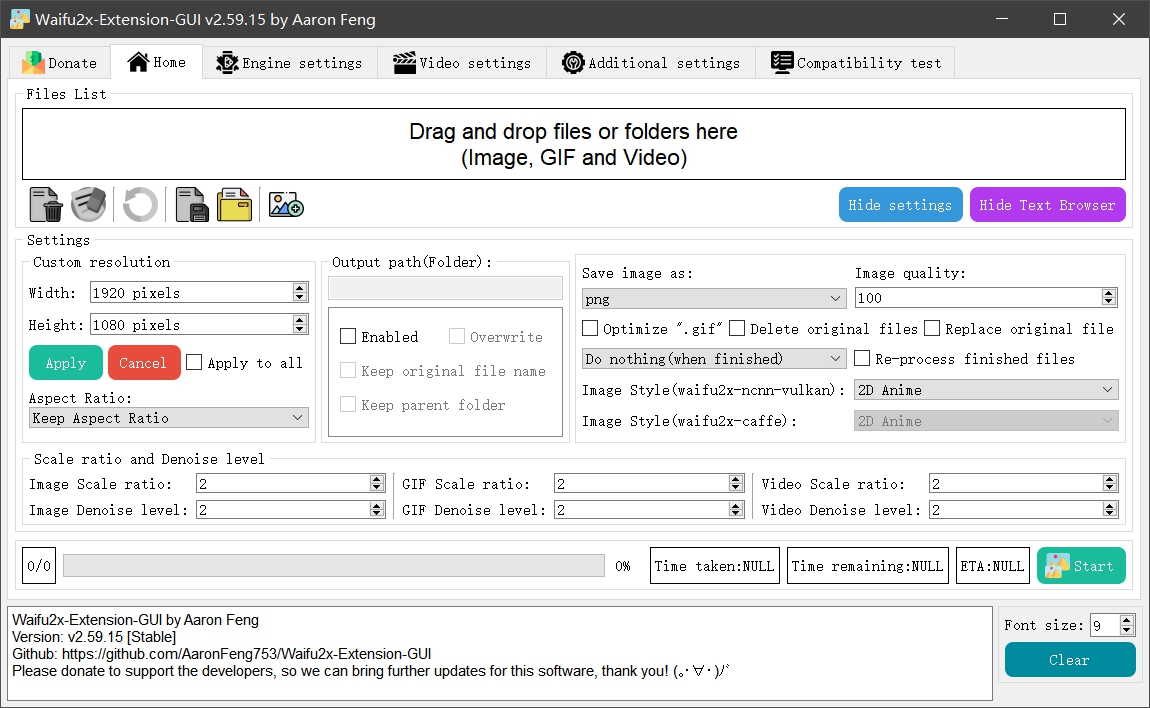 Waifu2x-Extension-GUI v2.59.15 by Aaron Feng
Donate Home Engine settings Video settings Additional settings Compatibility test
Files List
Drag and drop files or folders here
(Image, GIF and Video)
Hide settings Hide Text Browser
Settings
Custom resolution
Width: 1920 pixels
Height: 1080 pixels
Apply Cancel Apply to all
Aspect Ratio:
Keep Aspect Ratio
Output path(Folder):
Enabled Overwrite
Keep original file name
Keep parent folder
Save image as: Image quality:
png 100
Optimize ".gif" Delete original files Replace original file
Do nothing(when finished) Re-process finished files
Image Style(waifu2x-ncnn-vulkan): 2D Anime
Image Style(waifu2x-caffe): 2D Anime
Scale ratio and Denoise level
Image Scale ratio: 2 GIF Scale ratio: 2 Video Scale ratio: 2
Image Denoise level: 2 GIF Denoise level: 2 Video Denoise level: 2
0/0 0% Time taken:NULL Time remaining:NULL ETA:NULL Start
Waifu2x-Extension-GUI by Aaron Feng
Version: v2.59.15 [Stable]
Github: https://github.com/AaronFeng753/Waifu2x-Extension-GUI
Please donate to support the developers, so we can bring further updates for this software, thank you! (｡･∀･)ﾉﾞ
Font size: 9
Clear